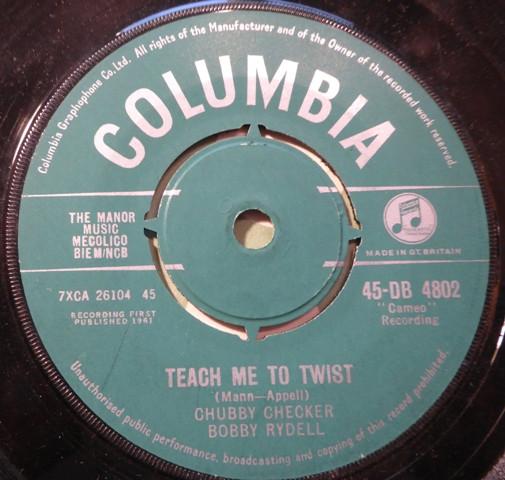 Columbia Graphophone Co. Ltd. All rights of the Manufacturer and of the Owner of the recorded work reserved.
COLUMBIA
THE MANOR
MUSIC
MECOLICO
BIEM/NCB
MADE IN GT. BRITAIN
7XCA 26104 45
RECORDING FIRST
PUBLISHED 1961
45-DB 4802
"Cameo"
Recording
TEACH ME TO TWIST
(Mann—Appell)
CHUBBY CHECKER
BOBBY RYDELL
Unauthorised public performance, broadcasting and copying of this record prohibited.